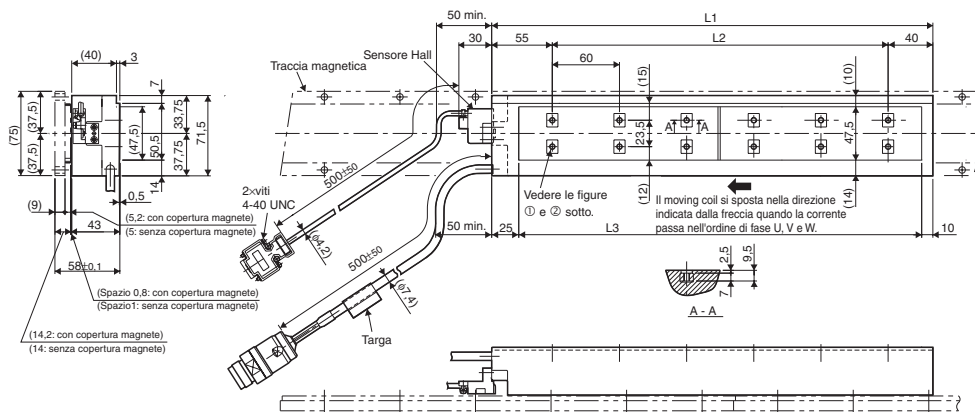 50 min.
L1
30
55
L2
40
Sensore Hall
60
Traccia magnetica
(15)
(10)
(40)
3
7
(75)
(37,5)
(37,5)
(47,5)
50,5
14
33,75
37,75
71,5
0,5
(9)
43
58±0,1
(5,2: con copertura magnete)
(5: senza copertura magnete)
(Spazio 0,8: con copertura magnete)
(Spazio1: senza copertura magnete)
(14,2: con copertura magnete)
(14: senza copertura magnete)
500±50
2×viti
4-40 UNC
φ4,2
500±50
φ7,4
Targa
50 min.
25
L3
10
A
A
23,5
47,5
(12)
(14)
Vedere le figure
① e ② sotto.
Il moving coil si sposta nella direzione
indicata dalla freccia quando la corrente
passa nell'ordine di fase U, V e W.
2,5
9,5
7
A - A